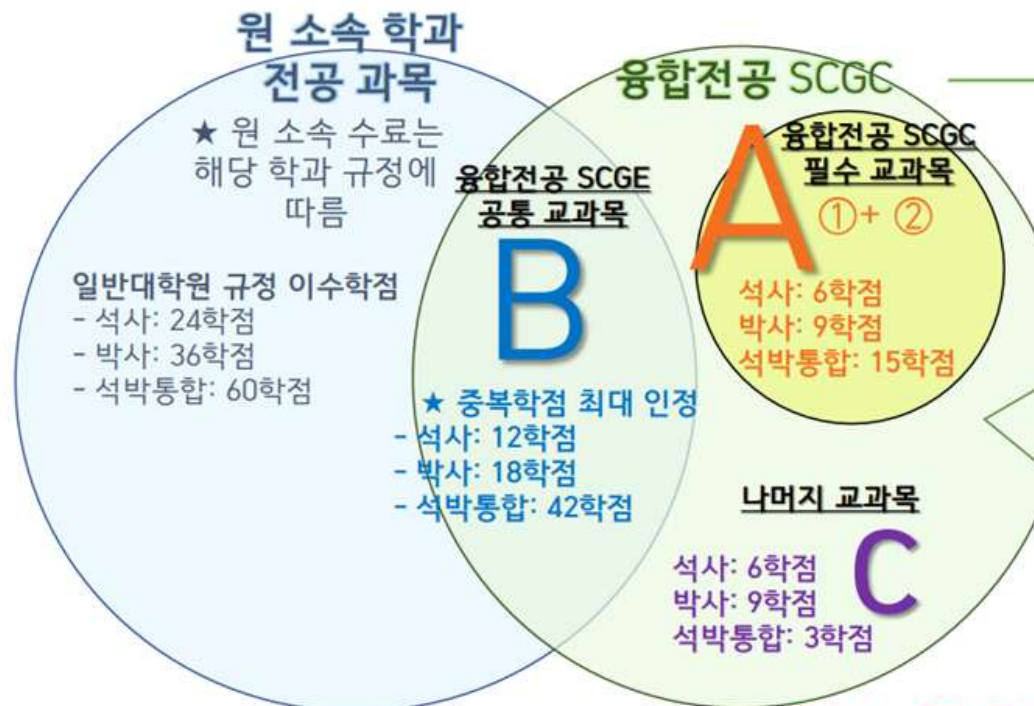 원 소속 학과
전공 과목
★ 원 소속 수료는
해당 학과 규정에
따름
일반대학원 규정 이수학점
- 석사: 24학점
- 박사: 36학점
- 석박통합: 60학점
융합전공 SCGE
공통 교과목
B
★ 중복학점 최대 인정
- 석사: 12학점
- 박사: 18학점
- 석박통합: 42학점
융합전공 SCGC
A
융합전공 SCGC
필수 교과목
①+ ②
석사: 6학점
박사: 9학점
석박통합: 15학점
나머지 교과목
C
석사: 6학점
박사: 9학점
석박통합: 3학점